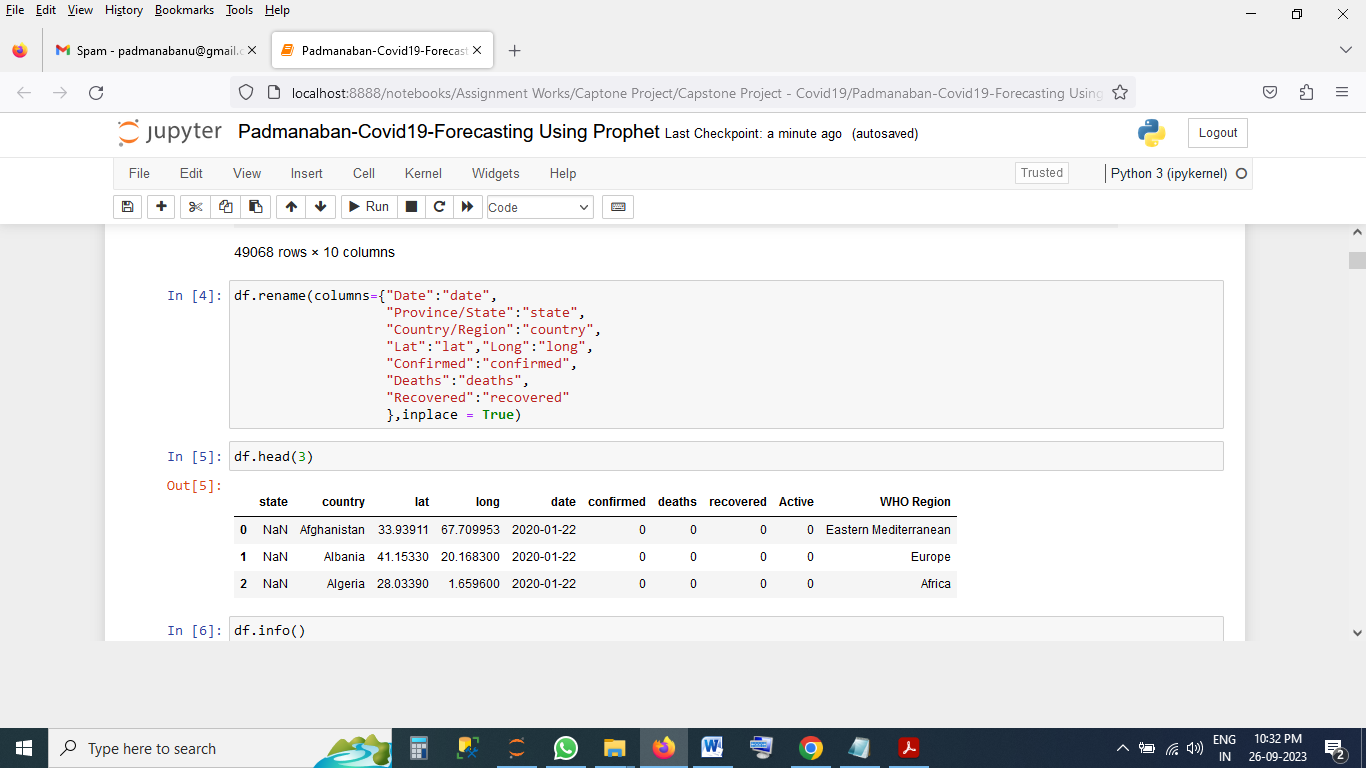 File Edit View History Bookmarks Tools Help
Spam - padmanabanu@gmail.c
Padmanaban-Covid19-Forecast
localhost:8888/notebooks/Assignment Works/Captone Project/Capstone Project - Covid19/Padmanaban-Covid19-Forecasting Using
jupyter Padmanaban-Covid19-Forecasting Using Prophet Last Checkpoint: a minute ago (autosaved) Logout
File Edit View Insert Cell Kernel Widgets Help Trusted Python 3 (ipykernel)
Run Code
49068 rows × 10 columns
In [4]: df.rename(columns={"Date":"date",
"Province/State":"state",
"Country/Region":"country",
"Lat":"lat","Long":"long",
"Confirmed":"confirmed",
"Deaths":"deaths",
"Recovered":"recovered"
},inplace = True)
In [5]: df.head(3)
Out[5]:
state country lat long date confirmed deaths recovered Active WHO Region
0 NaN Afghanistan 33.93911 67.709953 2020-01-22 0 0 0 0 Eastern Mediterranean
1 NaN Albania 41.15330 20.168300 2020-01-22 0 0 0 0 Europe
2 NaN Algeria 28.03390 1.659600 2020-01-22 0 0 0 0 Africa
In [6]: df.info()
Type here to search
ENG
IN
10:32 PM
26-09-2023
2